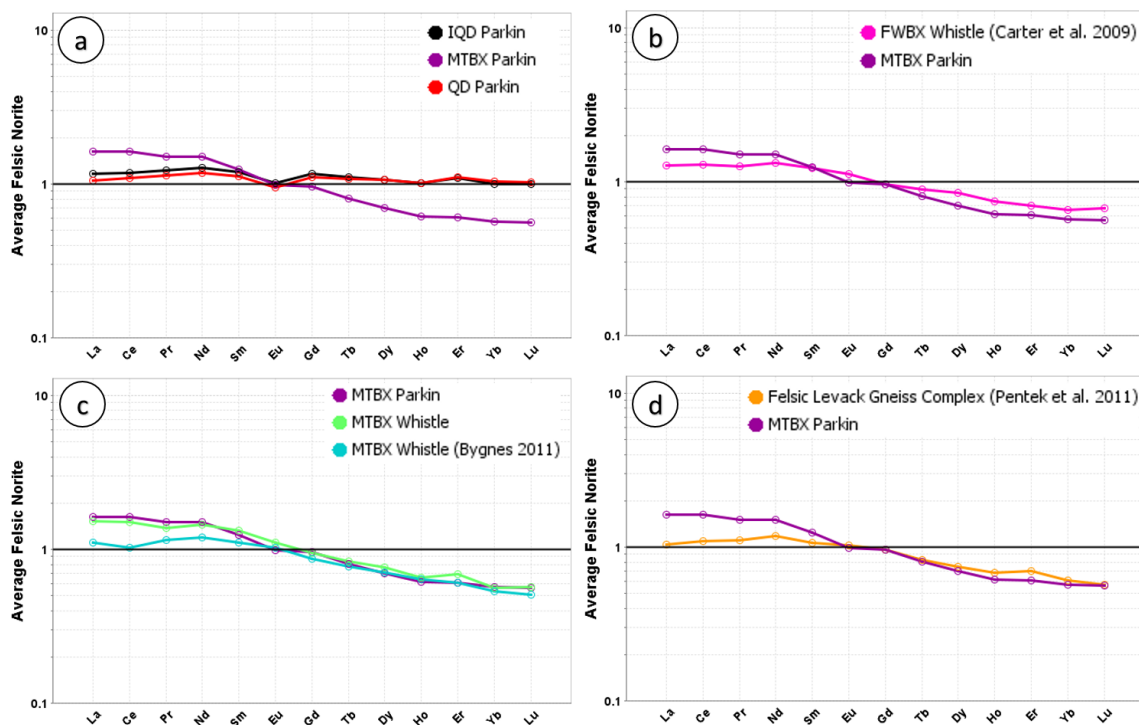 a
IQD Parkin
MTBX Parkin
QD Parkin
Average Felsic Norite
10
1
0.1
La Ce Pr Nd Sm Eu Gd Tb Dy Ho Er Yb Lu
b
FWBX Whistle (Carter et al. 2009)
MTBX Parkin
Average Felsic Norite
10
1
0.1
La Ce Pr Nd Sm Eu Gd Tb Dy Ho Er Yb Lu
c
MTBX Parkin
MTBX Whistle
MTBX Whistle (Bygnes 2011)
Average Felsic Norite
10
1
0.1
La Ce Pr Nd Sm Eu Gd Tb Dy Ho Er Yb Lu
d
Felsic Levack Gneiss Complex (Pentek et al. 2011)
MTBX Parkin
Average Felsic Norite
10
1
0.1
La Ce Pr Nd Sm Eu Gd Tb Dy Ho Er Yb Lu